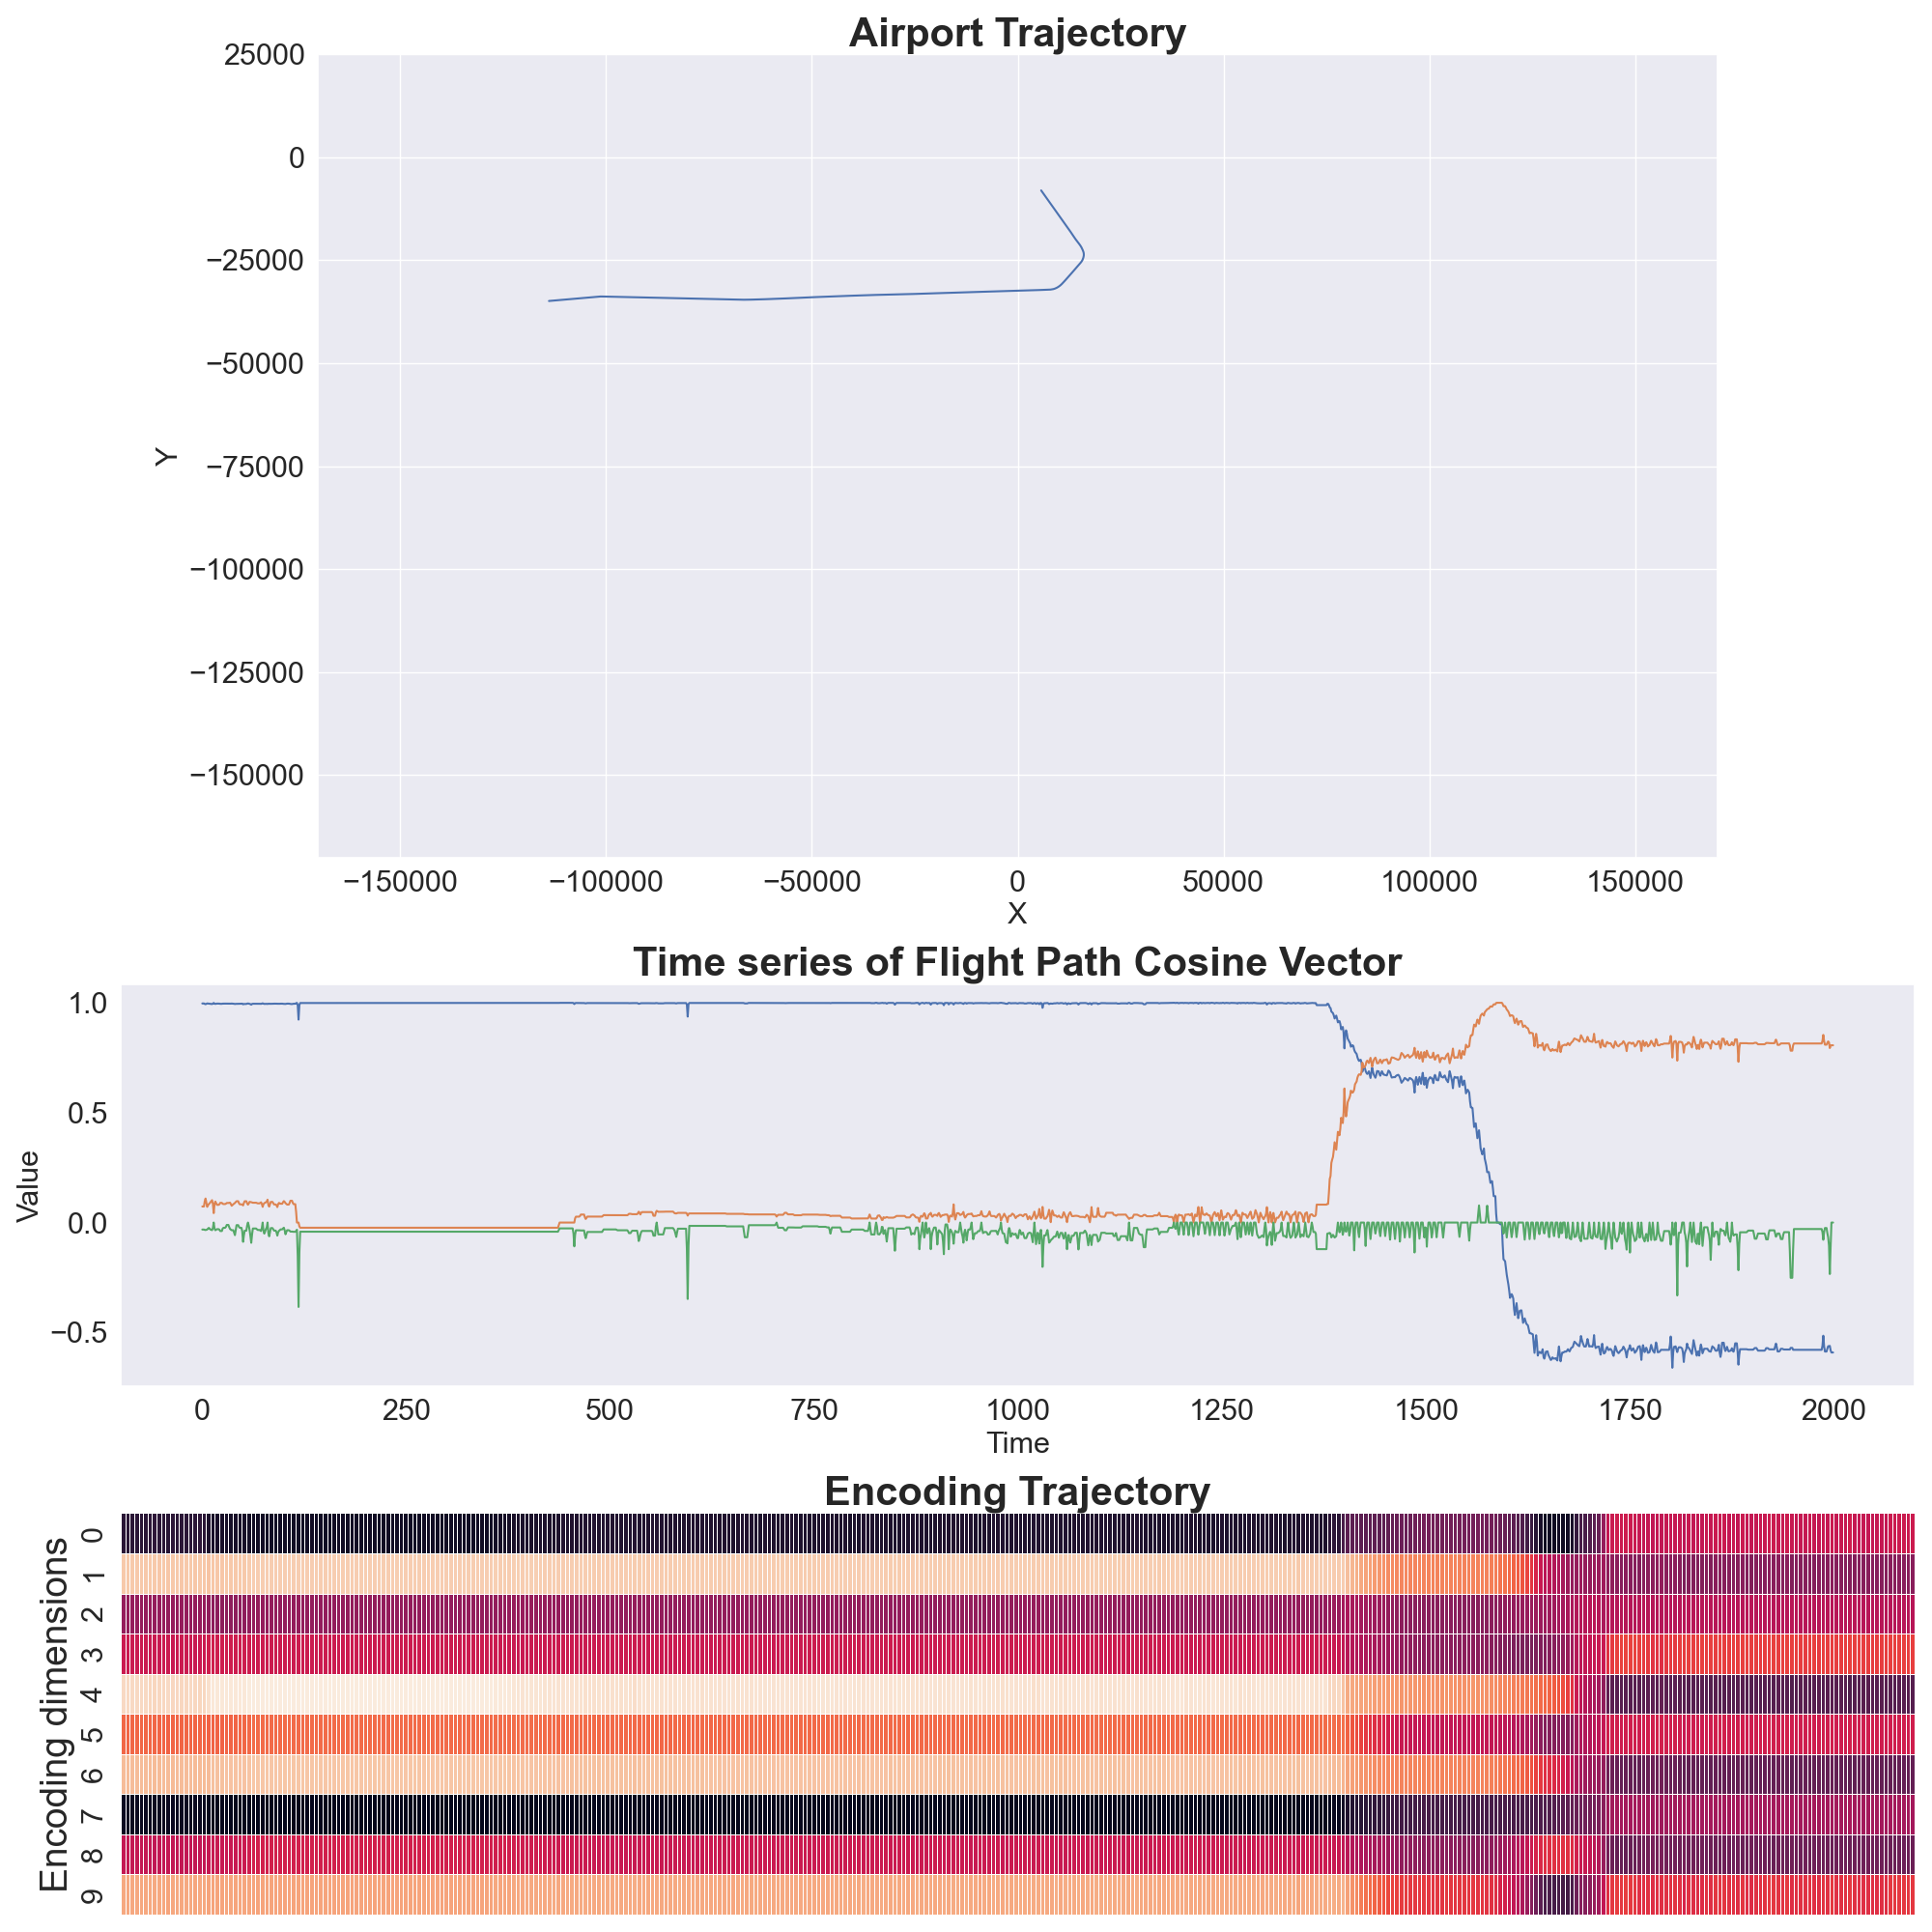 Airport Trajectory
25000
0
−25000
−50000
−75000
−100000
−125000
−150000
Y
−150000 −100000 −50000 0 50000 100000 150000
X
Time series of Flight Path Cosine Vector
1.0
0.5
0.0
−0.5
Value
0 250 500 750 1000 1250 1500 1750 2000
Time
Encoding Trajectory
Encoding dimensions
0
1
2
3
4
5
6
7
8
9